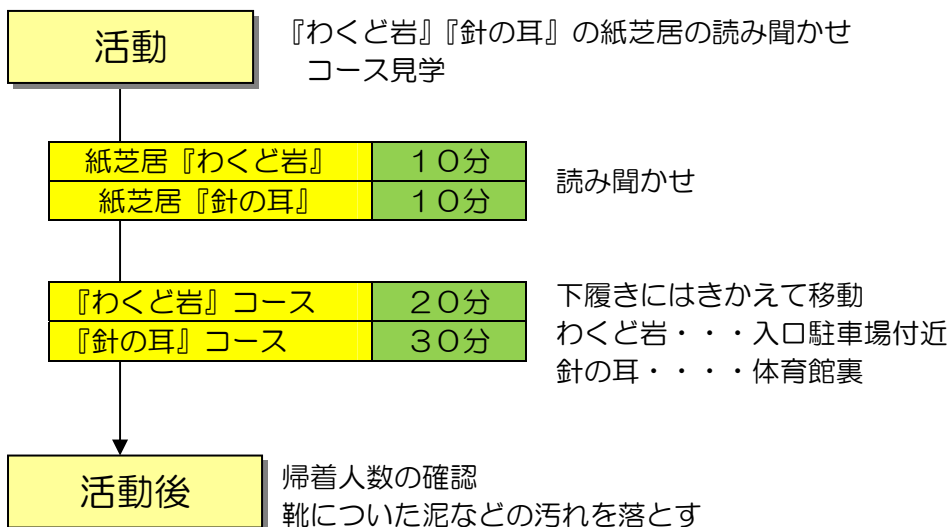 活動
『わくど岩』『針の耳』の紙芝居の読み聞かせ
コース見学
紙芝居『わくど岩』 １０分
紙芝居『針の耳』 １０分
読み聞かせ
『わくど岩』コース ２０分
『針の耳』コース ３０分
下履きにはきかえて移動
わくど岩・・・入口駐車場付近
針の耳・・・・体育館裏
活動後
帰着人数の確認
靴についた泥などの汚れを落とす